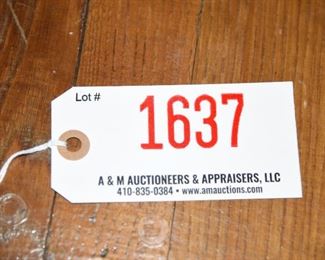 Lot #
1637
A & M AUCTIONEERS & APPRAISERS, LLC
410-835-0384 • www.amauctions.com